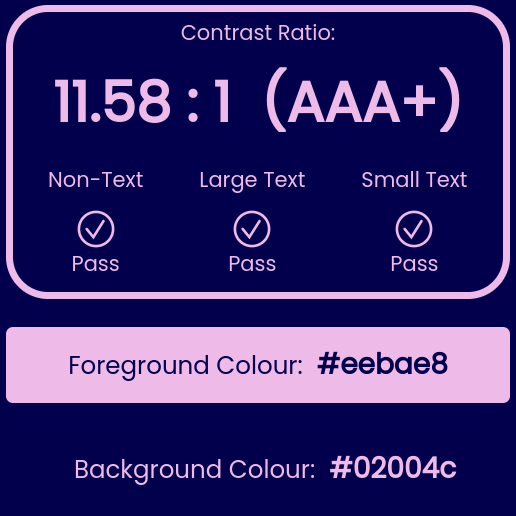 Contrast Ratio:
11.58 : 1 (AAA+)
Non-Text Large Text Small Text
Pass Pass Pass
Foreground Colour: #eebae8
Background Colour: #02004c